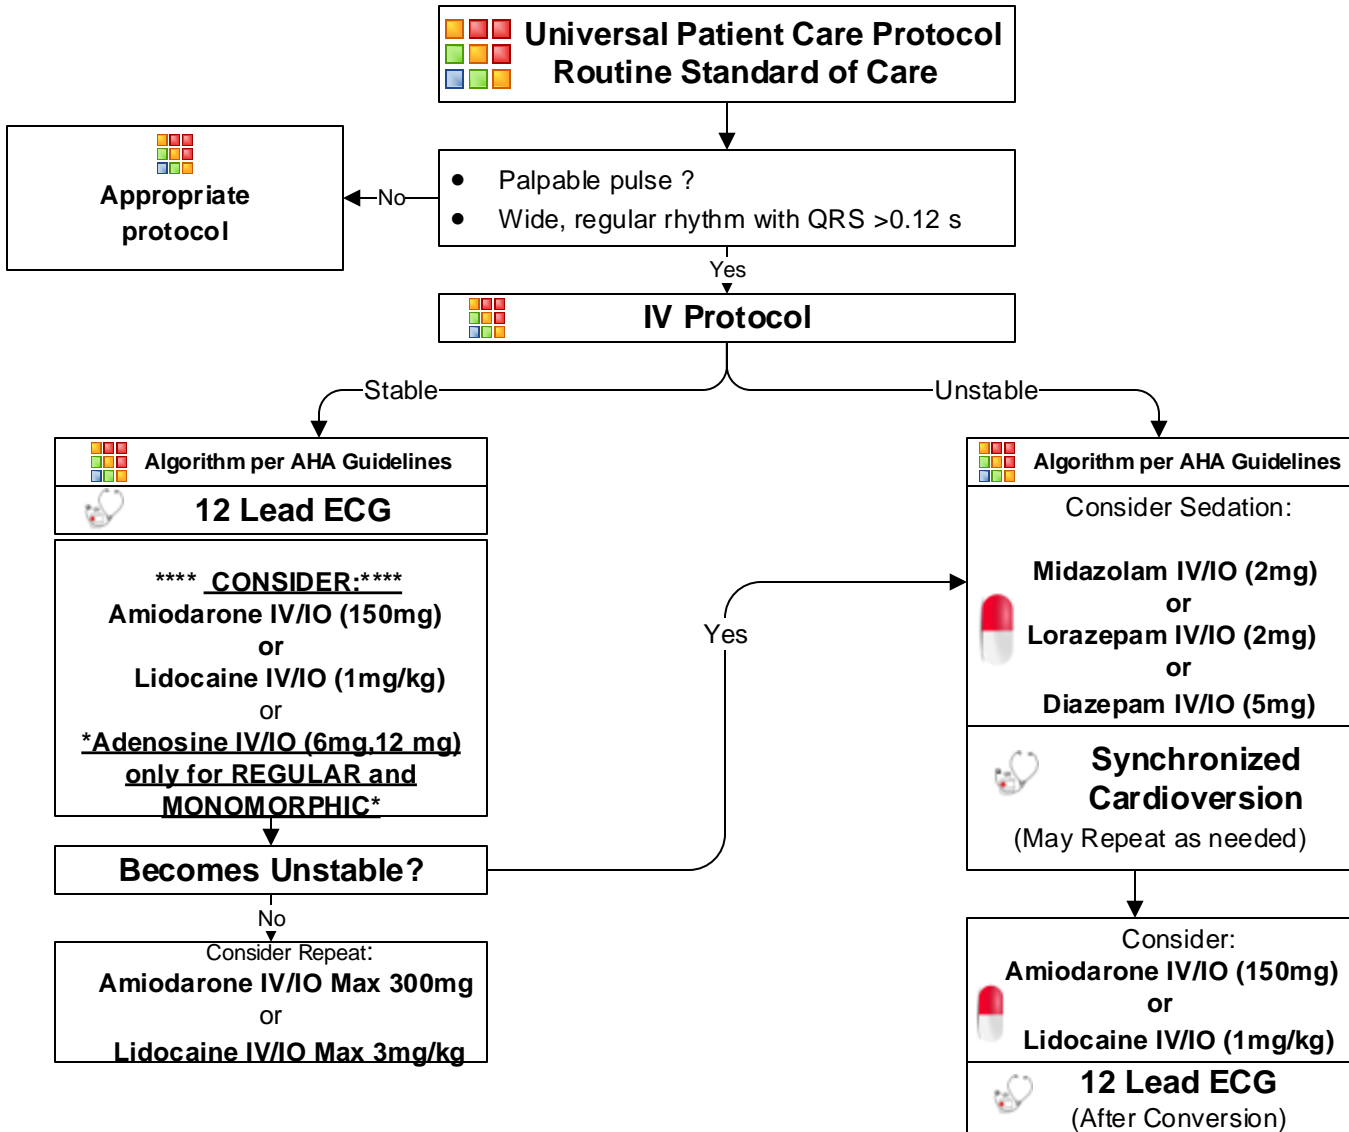 Universal Patient Care Protocol
Routine Standard of Care
Appropriate
protocol
No
• Palpable pulse ?
• Wide, regular rhythm with QRS >0.12 s
Yes
IV Protocol
Stable
Unstable
Algorithm per AHA Guidelines
12 Lead ECG
**** CONSIDER:****
Amiodarone IV/IO (150mg)
or
Lidocaine IV/IO (1mg/kg)
or
*Adenosine IV/IO (6mg,12 mg)
only for REGULAR and
MONOMORPHIC*
Becomes Unstable?
Yes
No
Consider Repeat:
Amiodarone IV/IO Max 300mg
or
Lidocaine IV/IO Max 3mg/kg
Algorithm per AHA Guidelines
Consider Sedation:
Midazolam IV/IO (2mg)
or
Lorazepam IV/IO (2mg)
or
Diazepam IV/IO (5mg)
Synchronized
Cardioversion
(May Repeat as needed)
Consider:
Amiodarone IV/IO (150mg)
or
Lidocaine IV/IO (1mg/kg)
12 Lead ECG
(After Conversion)